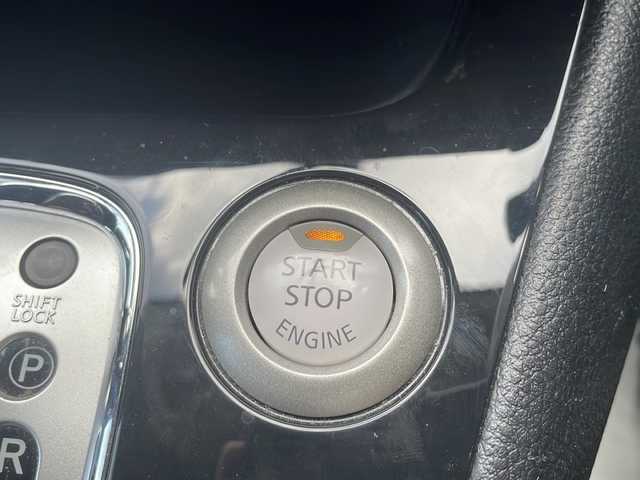 START
STOP
ENGINE
SHIFT
LOCK
P
R